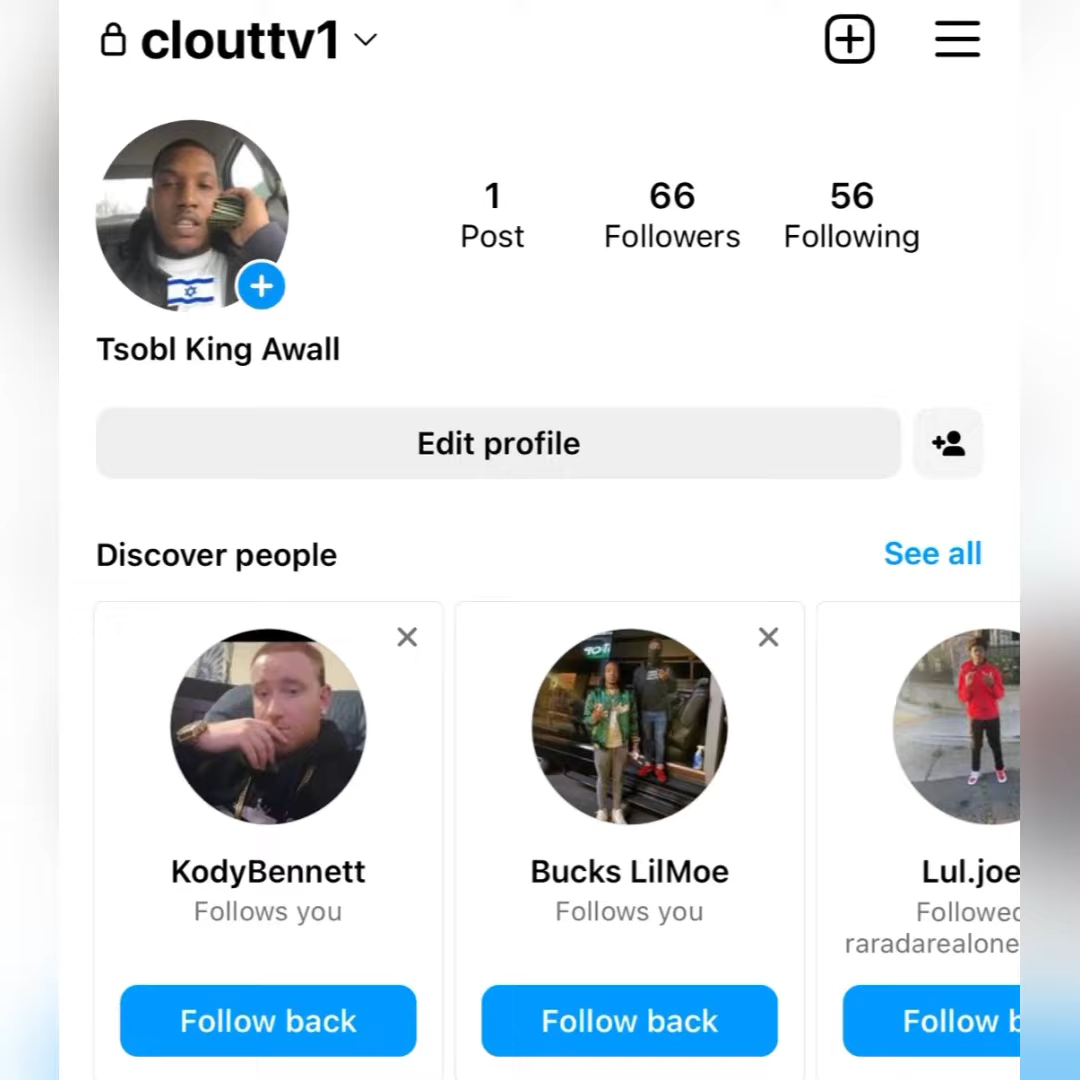 clouttv1
1 66 56
Post Followers Following
Tsobl King Awall
Edit profile
Discover people See all
KodyBennett Bucks LilMoe Lul.joe
Follows you Follows you Followed
raradarealone
Follow back Follow back Follow b